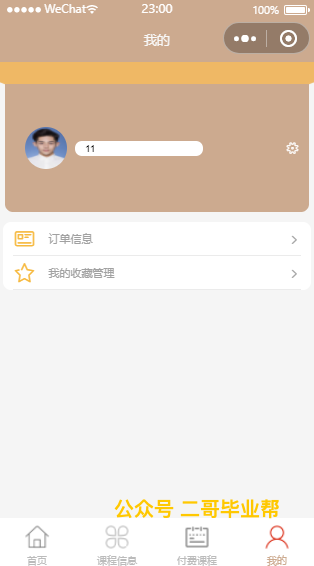 WeChat 23:00 100%
我的
11
订单信息
我的收藏管理
公众号 二哥毕业帮
首页 课程信息 付费课程 我的